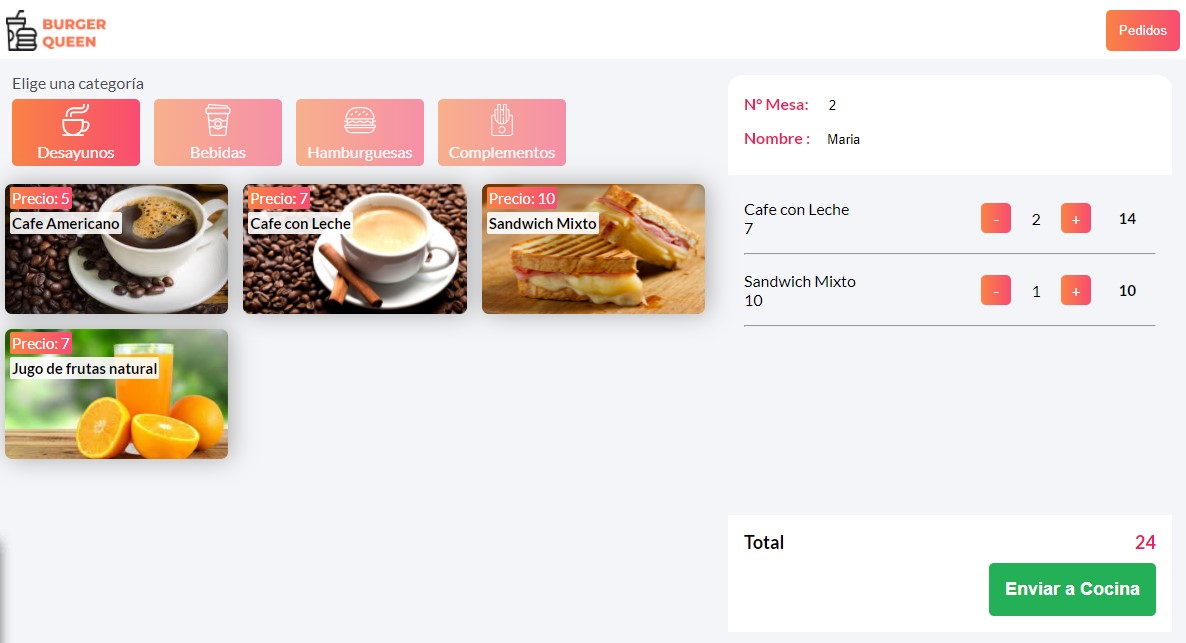 BURGER
QUEEN
Pedidos
Elige una categoría
Desayunos
Bebidas
Hamburguesas
Complementos
Precio: 5
Cafe Americano
Precio: 7
Cafe con Leche
Precio: 10
Sandwich Mixto
Precio: 7
Jugo de frutas natural
N° Mesa: 2
Nombre : Maria
Cafe con Leche
7
- 2 + 14
Sandwich Mixto
10
- 1 + 10
Total 24
Enviar a Cocina